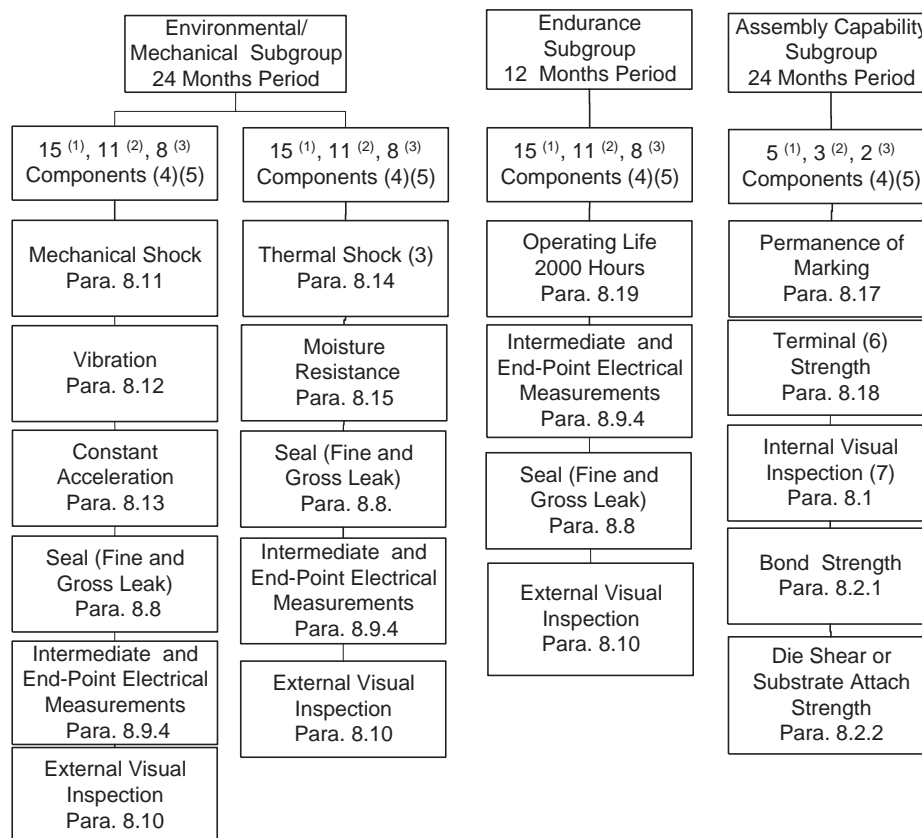 Environmental/
Mechanical Subgroup
24 Months Period
15 (1), 11 (2), 8 (3)
Components (4)(5)
Mechanical Shock
Para. 8.11
Vibration
Para. 8.12
Constant
Acceleration
Para. 8.13
Seal (Fine and
Gross Leak)
Para. 8.8
Intermediate and
End-Point Electrical
Measurements
Para. 8.9.4
External Visual
Inspection
Para. 8.10
15 (1), 11 (2), 8 (3)
Components (4)(5)
Thermal Shock (3)
Para. 8.14
Moisture
Resistance
Para. 8.15
Seal (Fine and
Gross Leak)
Para. 8.8.
Intermediate and
End-Point Electrical
Measurements
Para. 8.9.4
External Visual
Inspection
Para. 8.10
Endurance
Subgroup
12 Months Period
15 (1), 11 (2), 8 (3)
Components (4)(5)
Operating Life
2000 Hours
Para. 8.19
Intermediate and
End-Point Electrical
Measurements
Para. 8.9.4
Seal (Fine and
Gross Leak)
Para. 8.8
External Visual
Inspection
Para. 8.10
Assembly Capability
Subgroup
24 Months Period
5 (1), 3 (2), 2 (3)
Components (4)(5)
Permanence of
Marking
Para. 8.17
Terminal (6)
Strength
Para. 8.18
Internal Visual
Inspection (7)
Para. 8.1
Bond Strength
Para. 8.2.1
Die Shear or
Substrate Attach
Strength
Para. 8.2.2